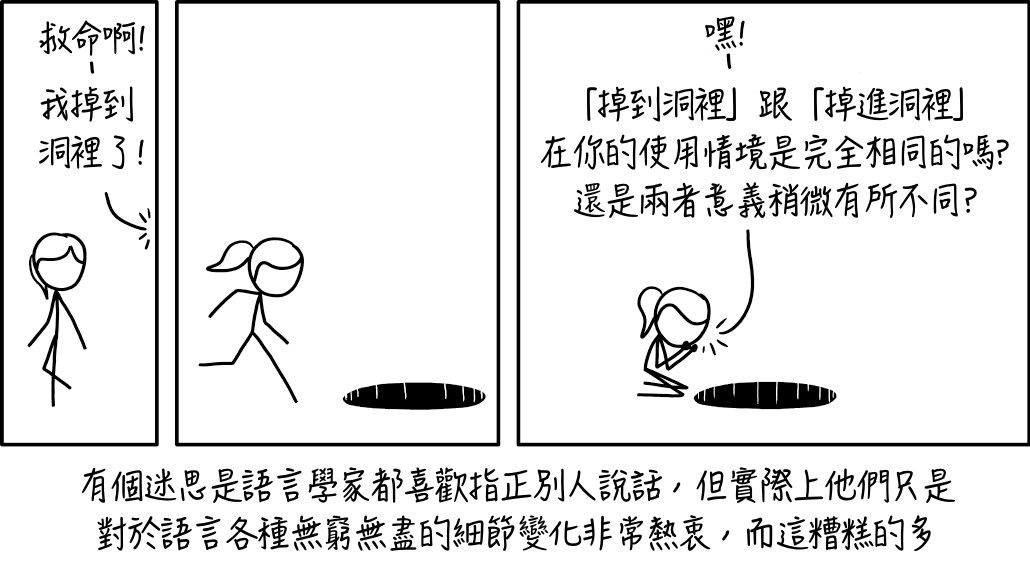 救命啊!
我掉到
洞裡了!
嘿!
「掉到洞裡」跟「掉進洞裡」
在你的使用情境是完全相同的嗎?
還是兩者意義稍微有所不同?
有個迷思是語言學家都喜歡指正別人說話，但實際上他們只是
對於語言各種無窮無盡的細節變化非常熱衷，而這糟糕的多